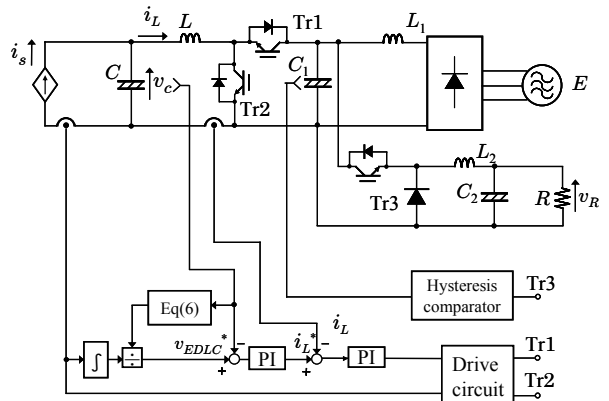 i_L L Tr1 L_1
i_s C v_c Tr2 C_1 E
L_2
Tr3 C_2 R v_R
Eq(6)
Hysteresis
comparator
Tr3
∫ ÷ v_EDLC* − + PI i_L* − + i_L PI
Drive
circuit
Tr1
Tr2